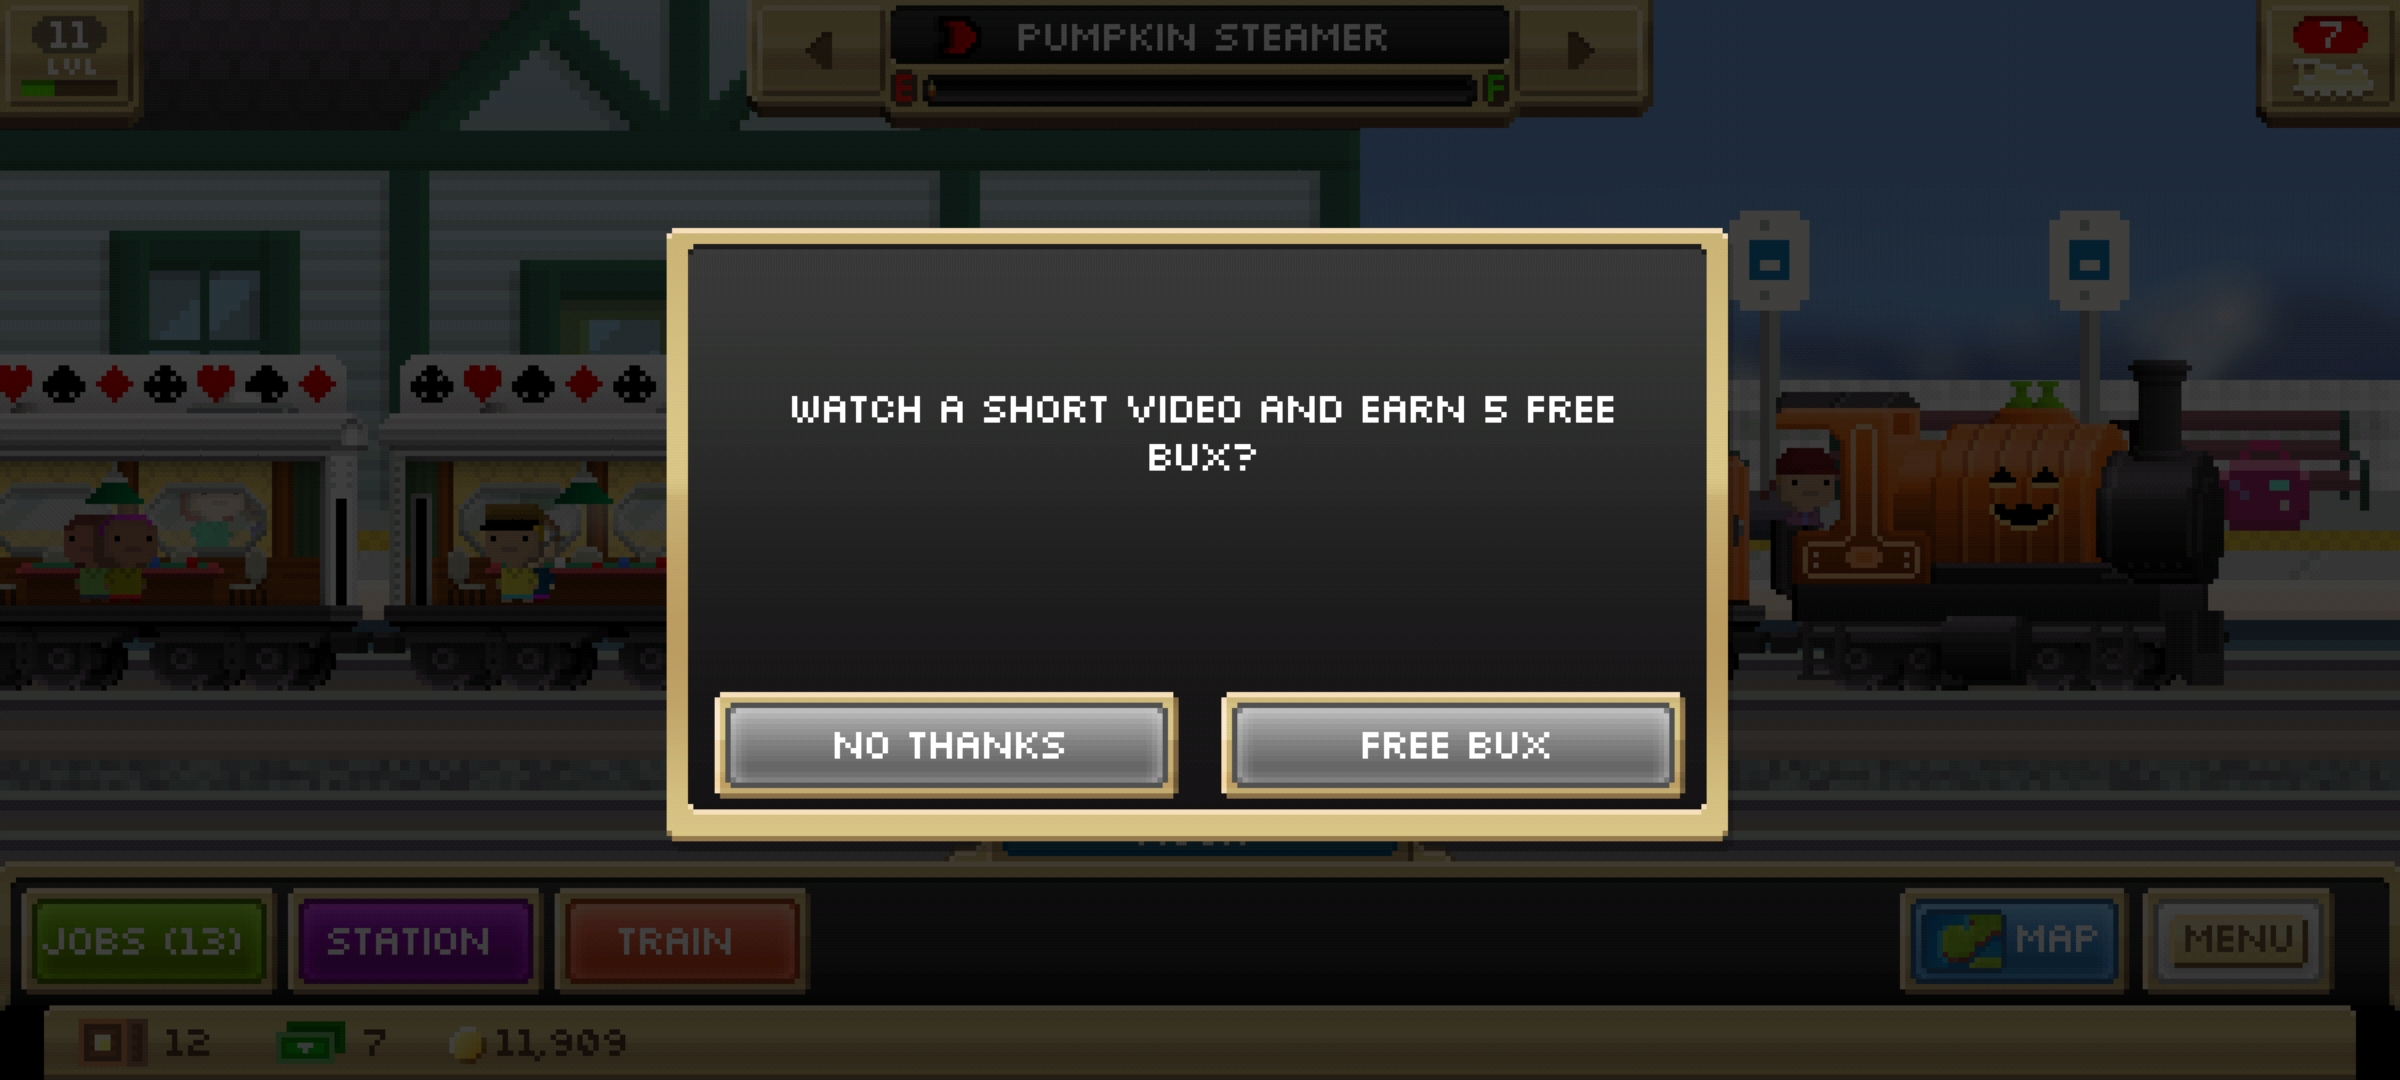 11
LVL
PUMPKIN STEAMER
E F
7
WATCH A SHORT VIDEO AND EARN 5 FREE
BUX?
NO THANKS
FREE BUX
JOBS (13)
STATION
TRAIN
MAP
MENU
12
7
11,909